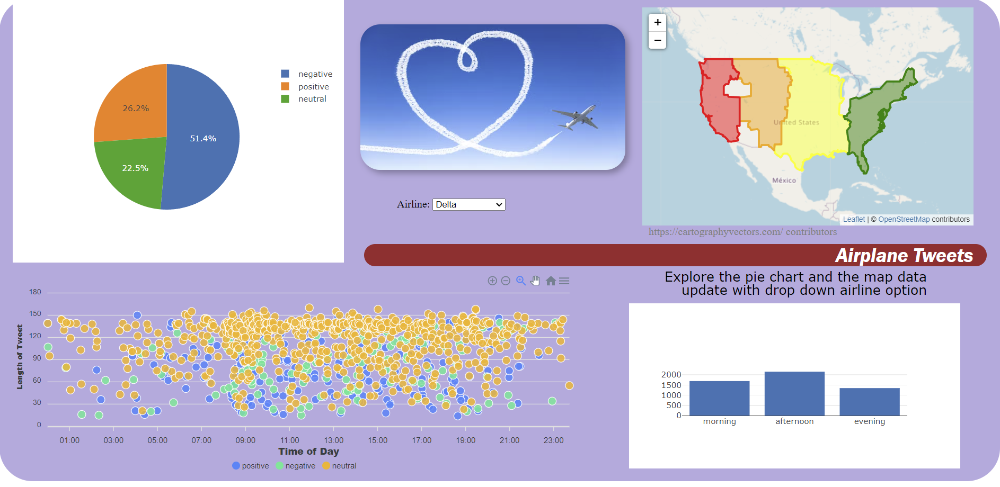 negative
positive
neutral
26.2%
51.4%
22.5%
Airline: Delta
+
−
United States
México
Leaflet | © OpenStreetMap contributors
https://cartographyvectors.com/ contributors
Airplane Tweets
Explore the pie chart and the map data
update with drop down airline option
180
150
120
90
60
30
0
Length of Tweet
01:00 03:00 05:00 07:00 09:00 11:00 13:00 15:00 17:00 19:00 21:00 23:00
Time of Day
positive negative neutral
2000
1500
1000
500
0
morning afternoon evening